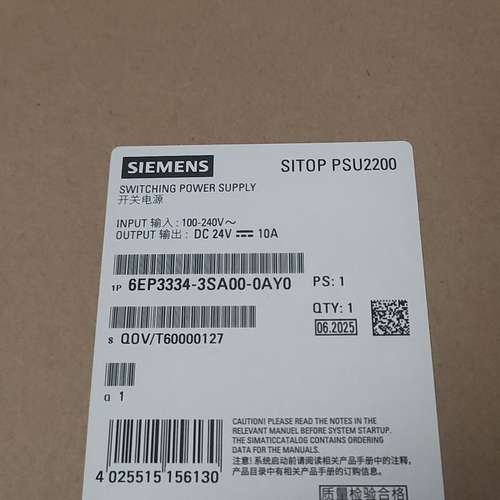 SIEMENS
SITOP PSU2200
SWITCHING POWER SUPPLY
开关电源
INPUT 输入 : 100-240V～
OUTPUT 输出 : DC 24V ⎓ 10A
1P 6EP3334-3SA00-0AY0
PS: 1
QTY: 1
06.2025
S QOV/T60000127
Q 1
CAUTION! PLEASE READ THE NOTES IN THE
RELEVANT MANUEL BEFORE SYSTEM STARTUP.
THE SIMATICCATALOG CONTAINS ORDERING
DATA FOR THE MANUALS.
注意! 系统启动前请阅读相关产品手册中的注释,
产品目录中包含有相关产品手册的订购信息。
4 025515 156130
质量检验合格